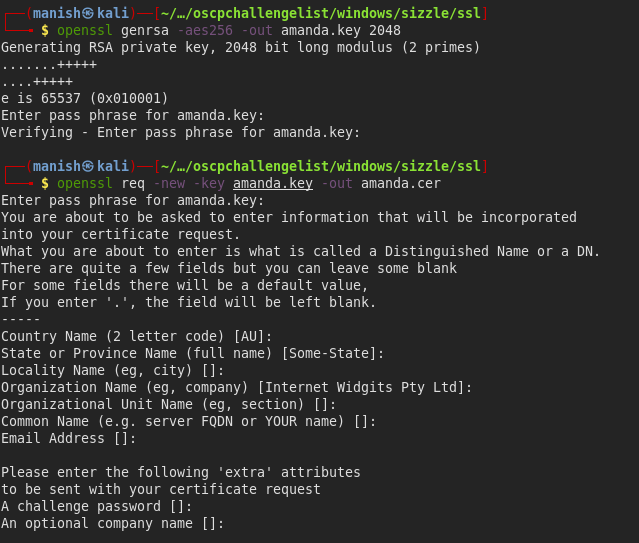 ┌──(manish㉿kali)─[~/…/oscpchallengelist/windows/sizzle/ssl]
└─• $ openssl genrsa -aes256 -out amanda.key 2048
Generating RSA private key, 2048 bit long modulus (2 primes)
.......+++++
....+++++
e is 65537 (0x010001)
Enter pass phrase for amanda.key:
Verifying - Enter pass phrase for amanda.key:
┌──(manish㉿kali)─[~/…/oscpchallengelist/windows/sizzle/ssl]
└─• $ openssl req -new -key amanda.key -out amanda.cer
Enter pass phrase for amanda.key:
You are about to be asked to enter information that will be incorporated
into your certificate request.
What you are about to enter is what is called a Distinguished Name or a DN.
There are quite a few fields but you can leave some blank
For some fields there will be a default value,
If you enter '.', the field will be left blank.
-----
Country Name (2 letter code) [AU]:
State or Province Name (full name) [Some-State]:
Locality Name (eg, city) []:
Organization Name (eg, company) [Internet Widgits Pty Ltd]:
Organizational Unit Name (eg, section) []:
Common Name (e.g. server FQDN or YOUR name) []:
Email Address []:
Please enter the following 'extra' attributes
to be sent with your certificate request
A challenge password []:
An optional company name []: